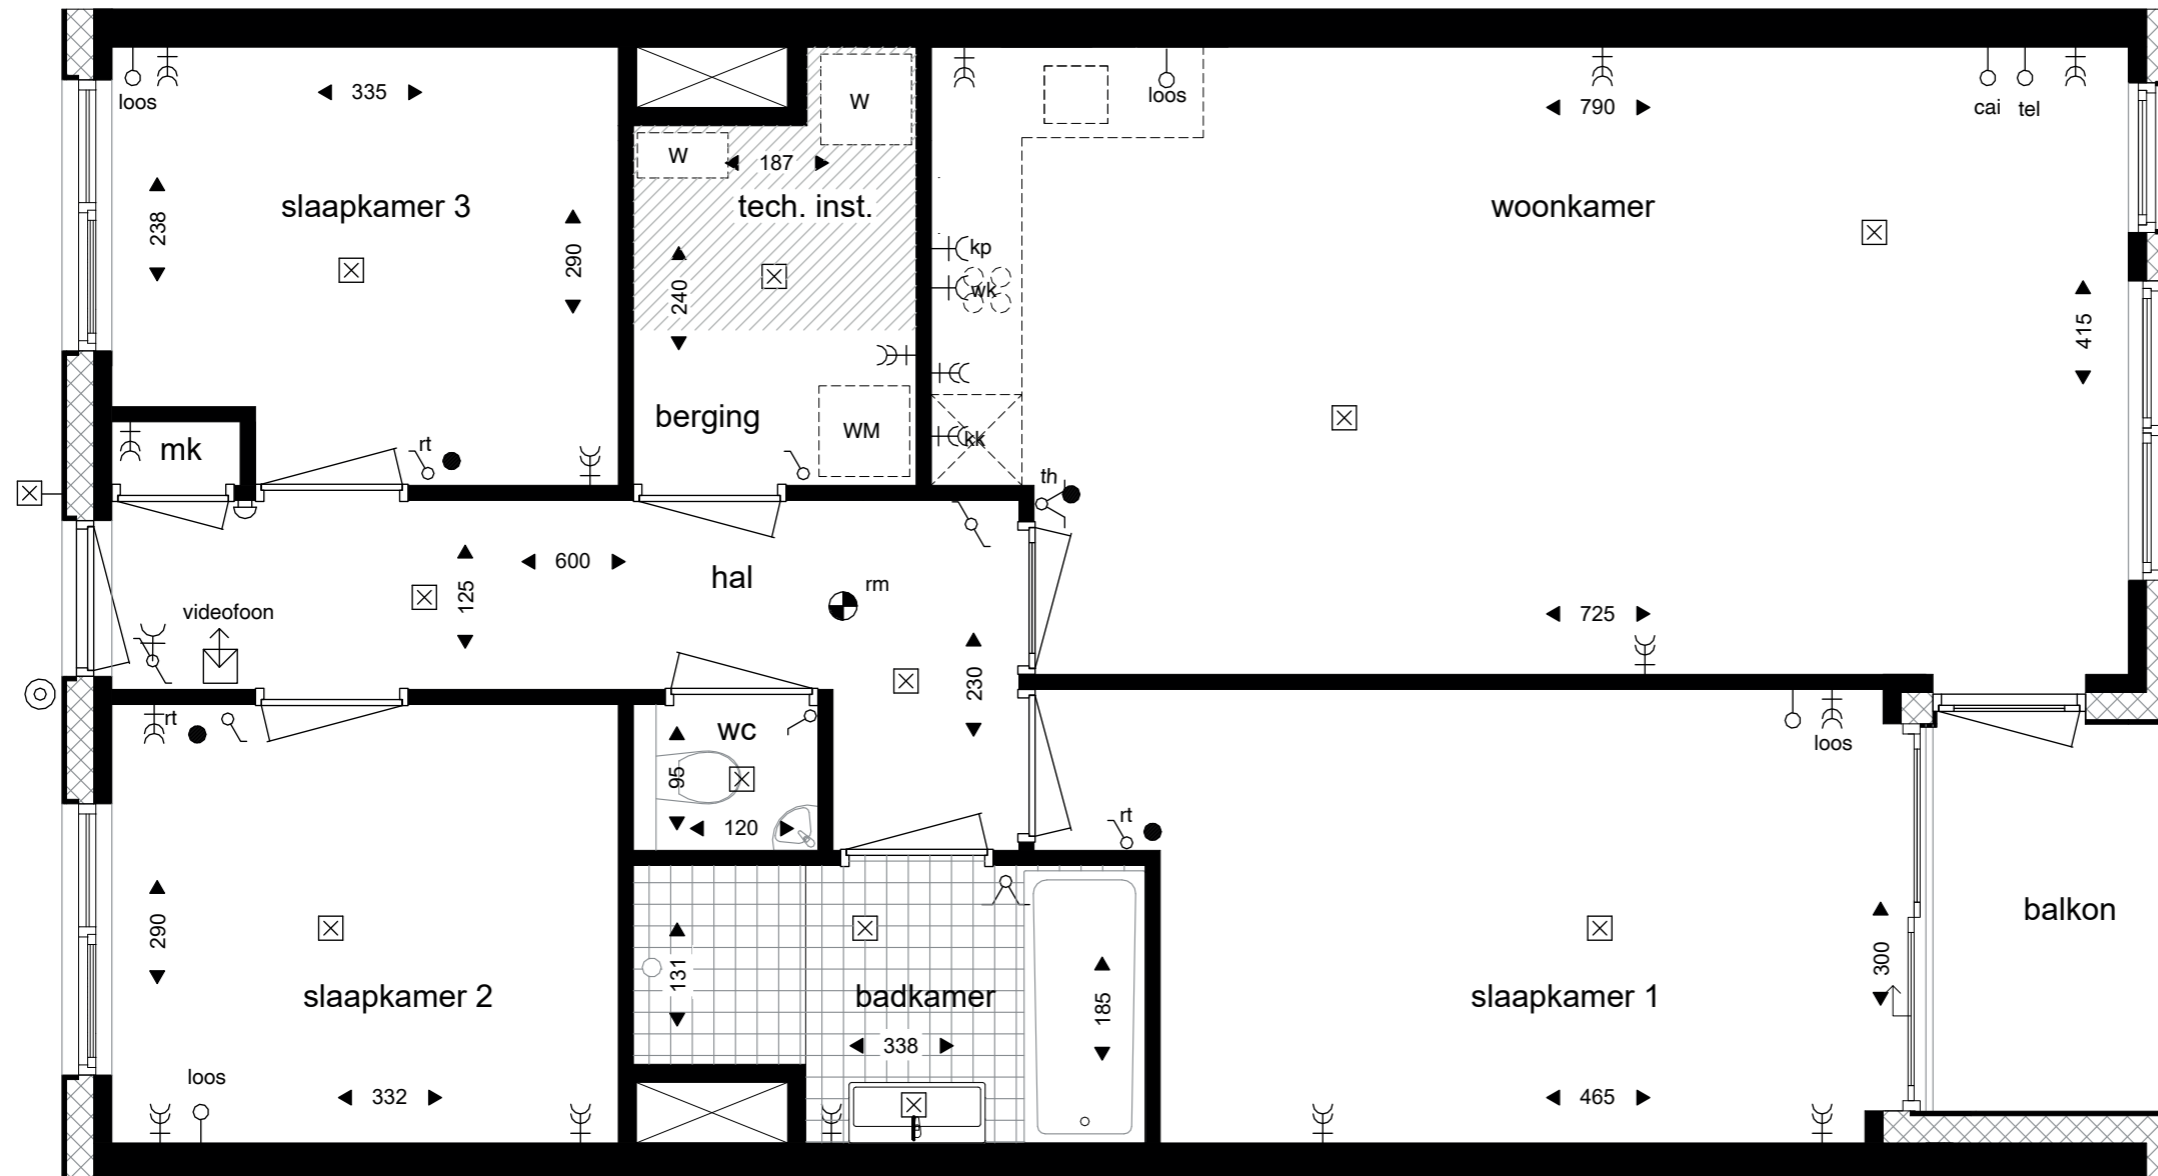 loos
335
238
slaapkamer 3
290
mk
rt
W
W
187
tech. inst.
240
berging
WM
loos
790
cai
tel
woonkamer
kp
wk
kk
415
th
725
600
125
hal
rm
videofoon
230
rt
wc
95
120
loos
290
slaapkamer 2
loos
332
131
badkamer
338
185
rt
slaapkamer 1
465
300
balkon